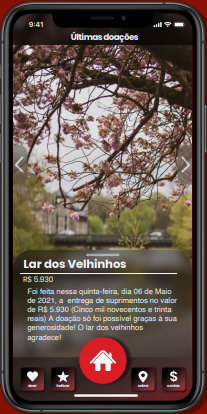 9:41
Últimas doações
Lar dos Velhinhos
R$ 5.930
Foi feita nessa quinta-feira, dia 06 de Maio
de 2021, a entrega de suprimentos no valor
de R$ 5.930 (Cinco mil novecentos e trinta
reais) A doação só foi possível graças à sua
generosidade! O lar dos velhinhos
agradece!
doar
indicar
sobre
contas